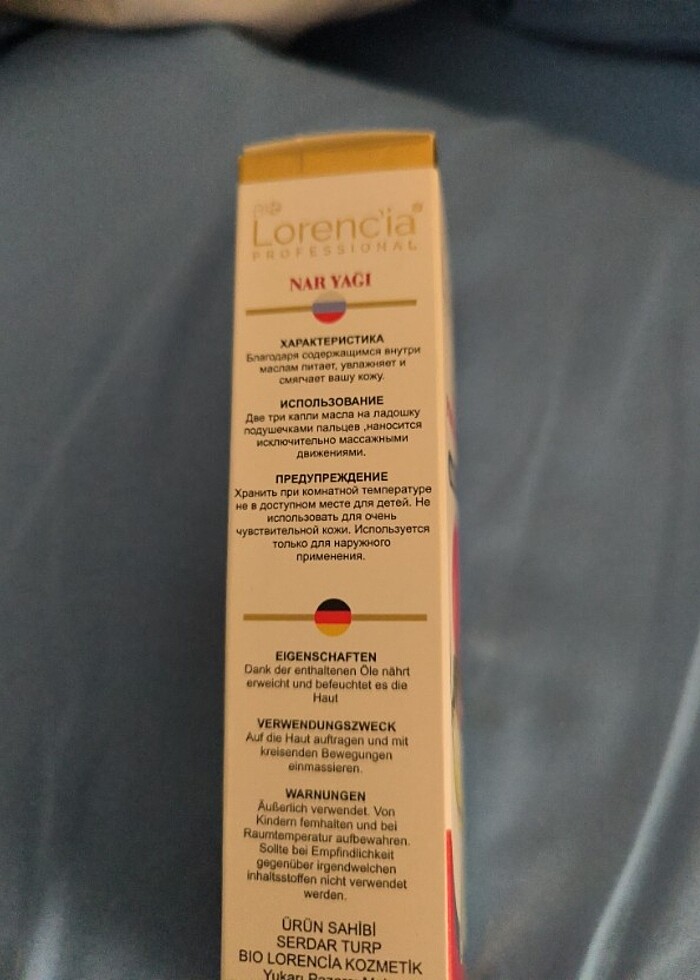 BIO
Lorencia®
PROFESSIONAL
NAR YAĞI
ХАРАКТЕРИСТИКА
Благодаря содержащимся внутри
маслам питает, увлажняет и
смягчает вашу кожу.
ИСПОЛЬЗОВАНИЕ
Две три капли масла на ладошку
подушечками пальцев ,наносится
исключительно массажными
движениями.
ПРЕДУПРЕЖДЕНИЕ
Хранить при комнатной температуре
не в доступном месте для детей. Не
использовать для очень
чувствительной кожи. Используется
только для наружного
применения.
EIGENSCHAFTEN
Dank der enthaltenen Öle nährt
erweicht und befeuchtet es die
Haut
VERWENDUNGSZWECK
Auf die Haut auftragen und mit
kreisenden Bewegungen
einmassieren.
WARNUNGEN
Äußerlich verwendet. Von
Kindern fernhalten und bei
Raumtemperatur aufbewahren.
Sollte bei Empfindlichkeit
gegenüber irgendwelchen
inhaltsstoffen nicht verwendet
werden.
ÜRÜN SAHİBİ
SERDAR TURP
BIO LORENCİA KOZMETİK
Yukarı Pazarcı